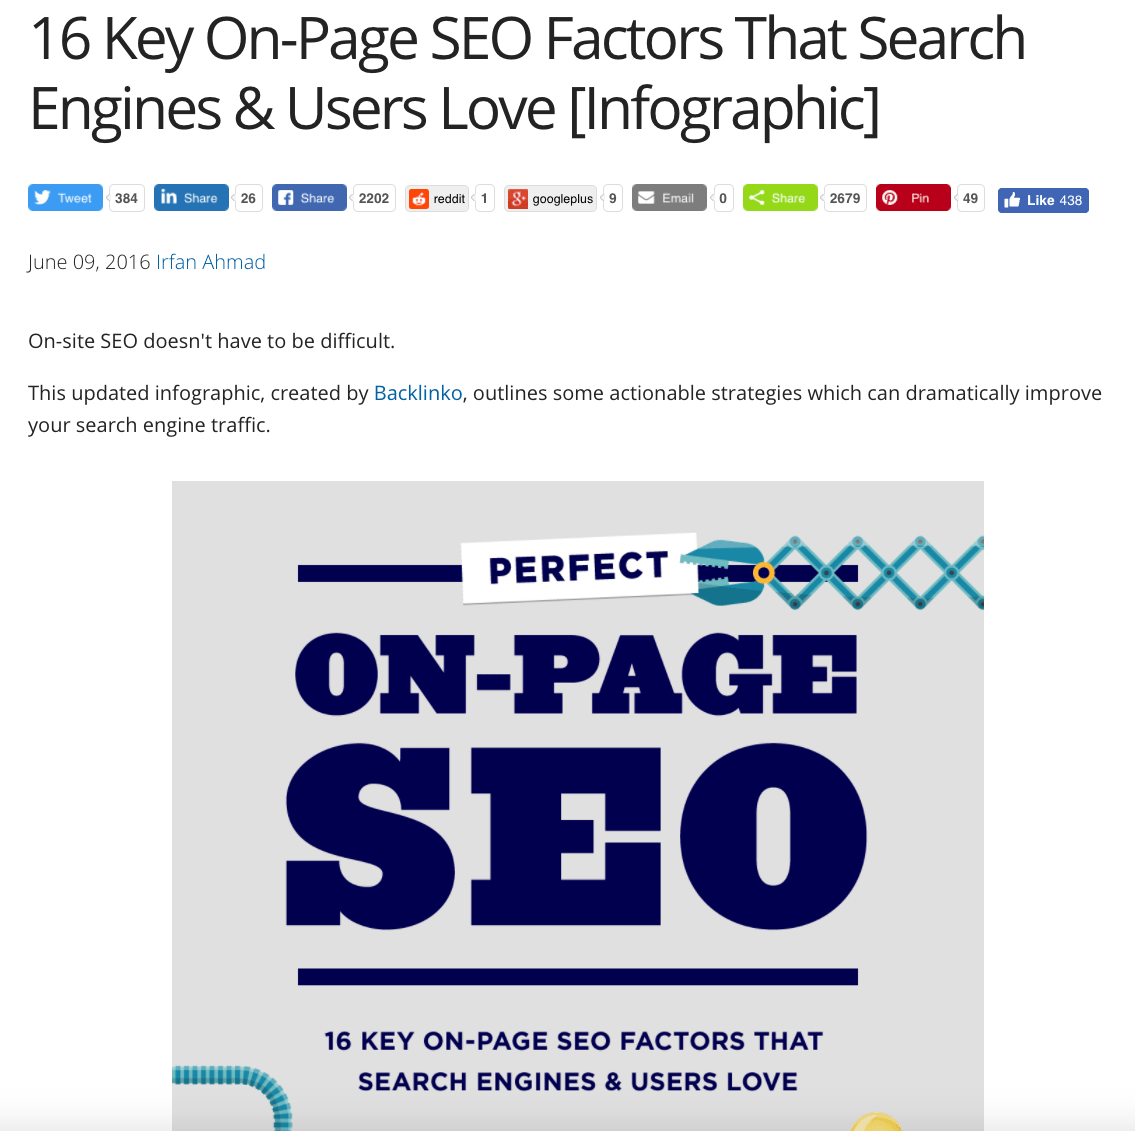 16 Key On-Page SEO Factors That Search
Engines & Users Love [Infographic]
Tweet 384 in Share 26 Share 2202 reddit 1 googleplus 9 Email 0 Share 2679 Pin 49 Like 438
June 09, 2016 Irfan Ahmad
On-site SEO doesn't have to be difficult.
This updated infographic, created by Backlinko, outlines some actionable strategies which can dramatically improve
your search engine traffic.
PERFECT
ON-PAGE
SEO
16 KEY ON-PAGE SEO FACTORS THAT
SEARCH ENGINES & USERS LOVE